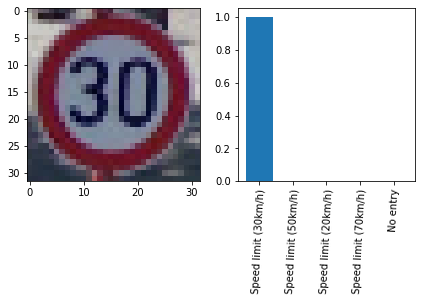 0
5
10
15
20
25
30
0 10 20 30
30
1.0
0.8
0.6
0.4
0.2
0.0
Speed limit (30km/h)
Speed limit (50km/h)
Speed limit (20km/h)
Speed limit (70km/h)
No entry